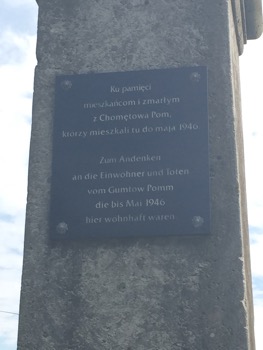 Ku pamięci
mieszkańcom i zmarłym
z Chomętowa Pom,
którzy mieszkali tu do maja 1946
Zum Andenken
an die Einwohner und Toten
vom Gumtow Pomm
die bis Mai 1946
hier wohnhaft waren